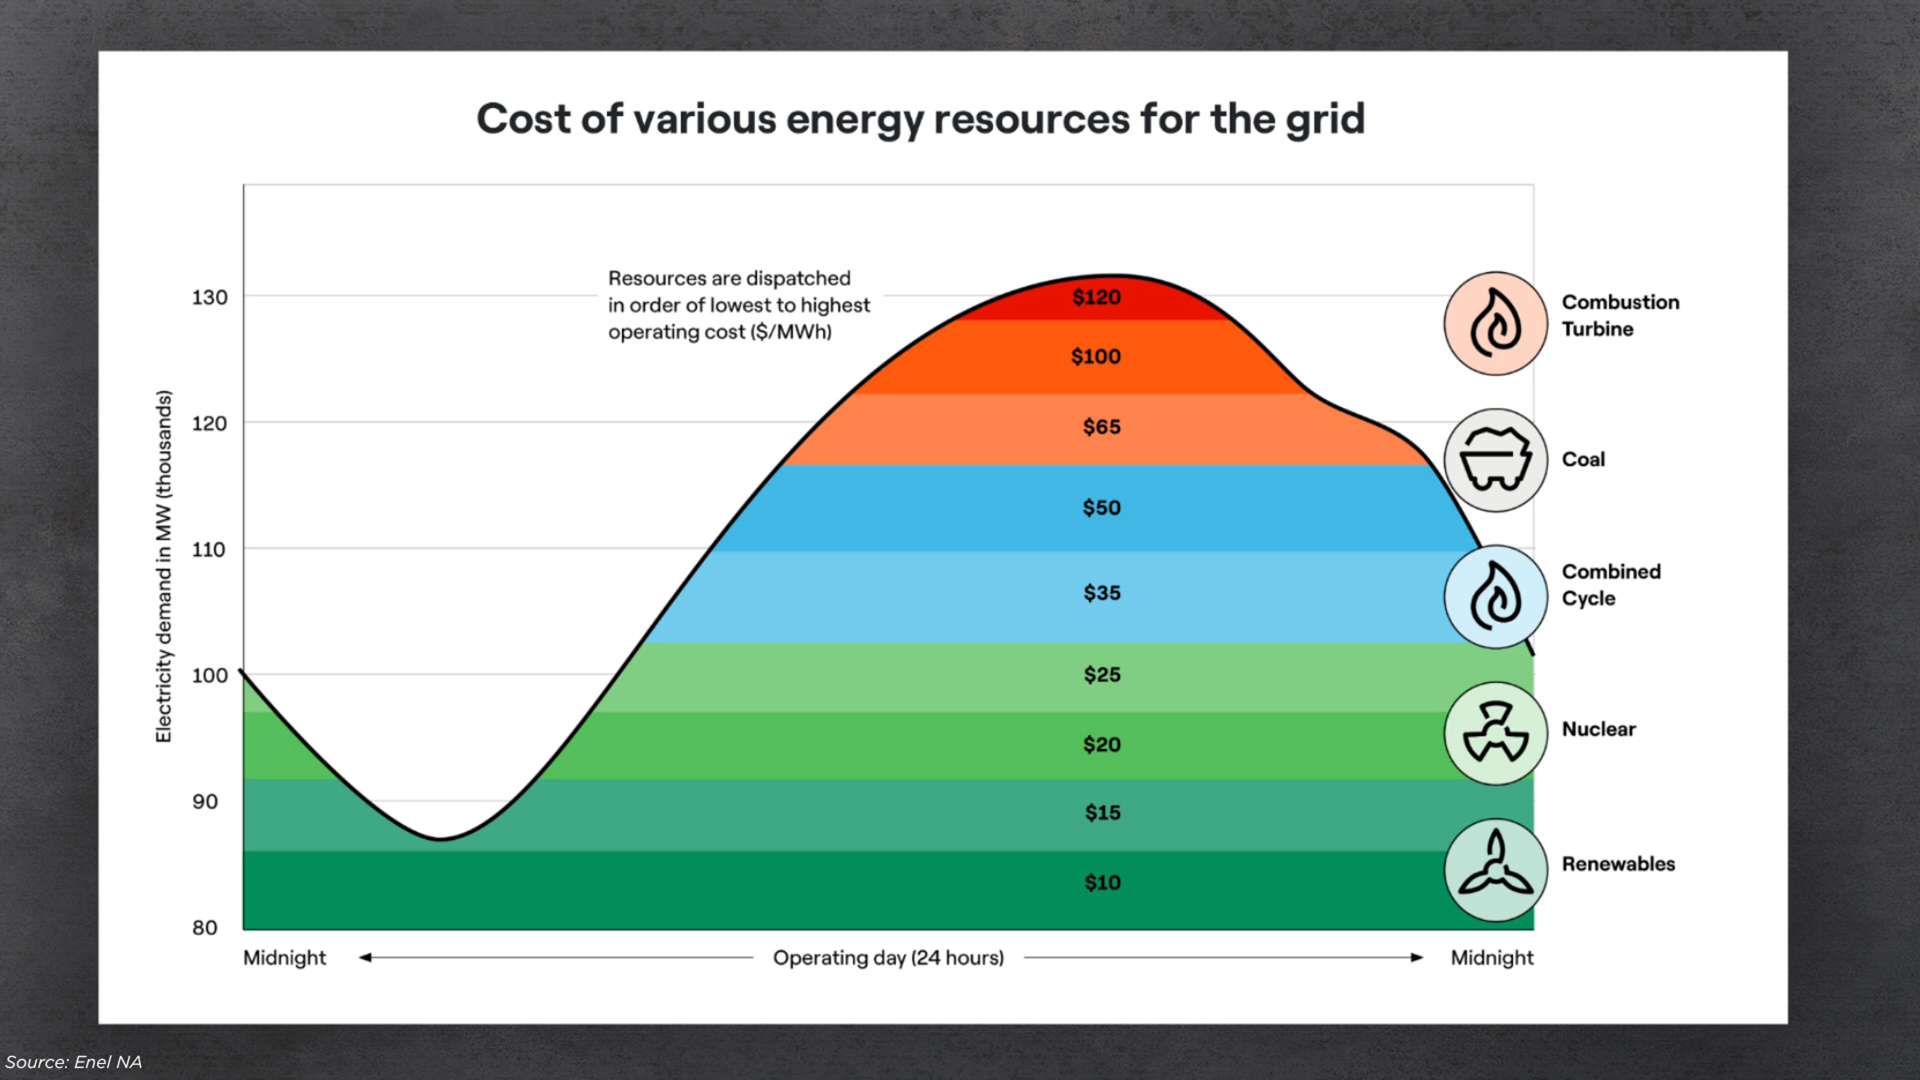 Cost of various energy resources for the grid
Resources are dispatched
in order of lowest to highest
operating cost ($/MWh)
Electricity demand in MW (thousands)
130
120
110
100
90
80
$120
$100
$65
$50
$35
$25
$20
$15
$10
Combustion
Turbine
Coal
Combined
Cycle
Nuclear
Renewables
Midnight
Operating day (24 hours)
Midnight
Source: Enel NA